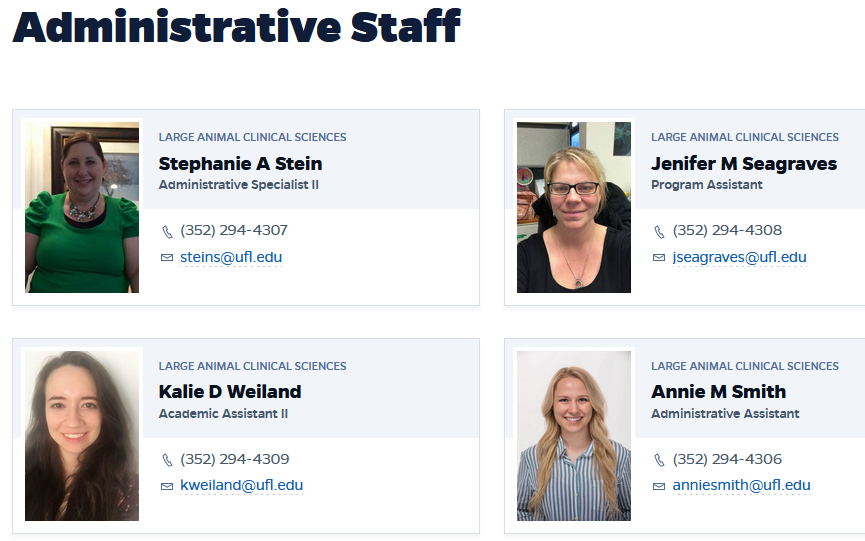 Administrative Staff
LARGE ANIMAL CLINICAL SCIENCES
Stephanie A Stein
Administrative Specialist II
(352) 294-4307
steins@ufl.edu
LARGE ANIMAL CLINICAL SCIENCES
Jenifer M Seagraves
Program Assistant
(352) 294-4308
jseagraves@ufl.edu
LARGE ANIMAL CLINICAL SCIENCES
Kalie D Weiland
Academic Assistant II
(352) 294-4309
kweiland@ufl.edu
LARGE ANIMAL CLINICAL SCIENCES
Annie M Smith
Administrative Assistant
(352) 294-4306
anniesmith@ufl.edu